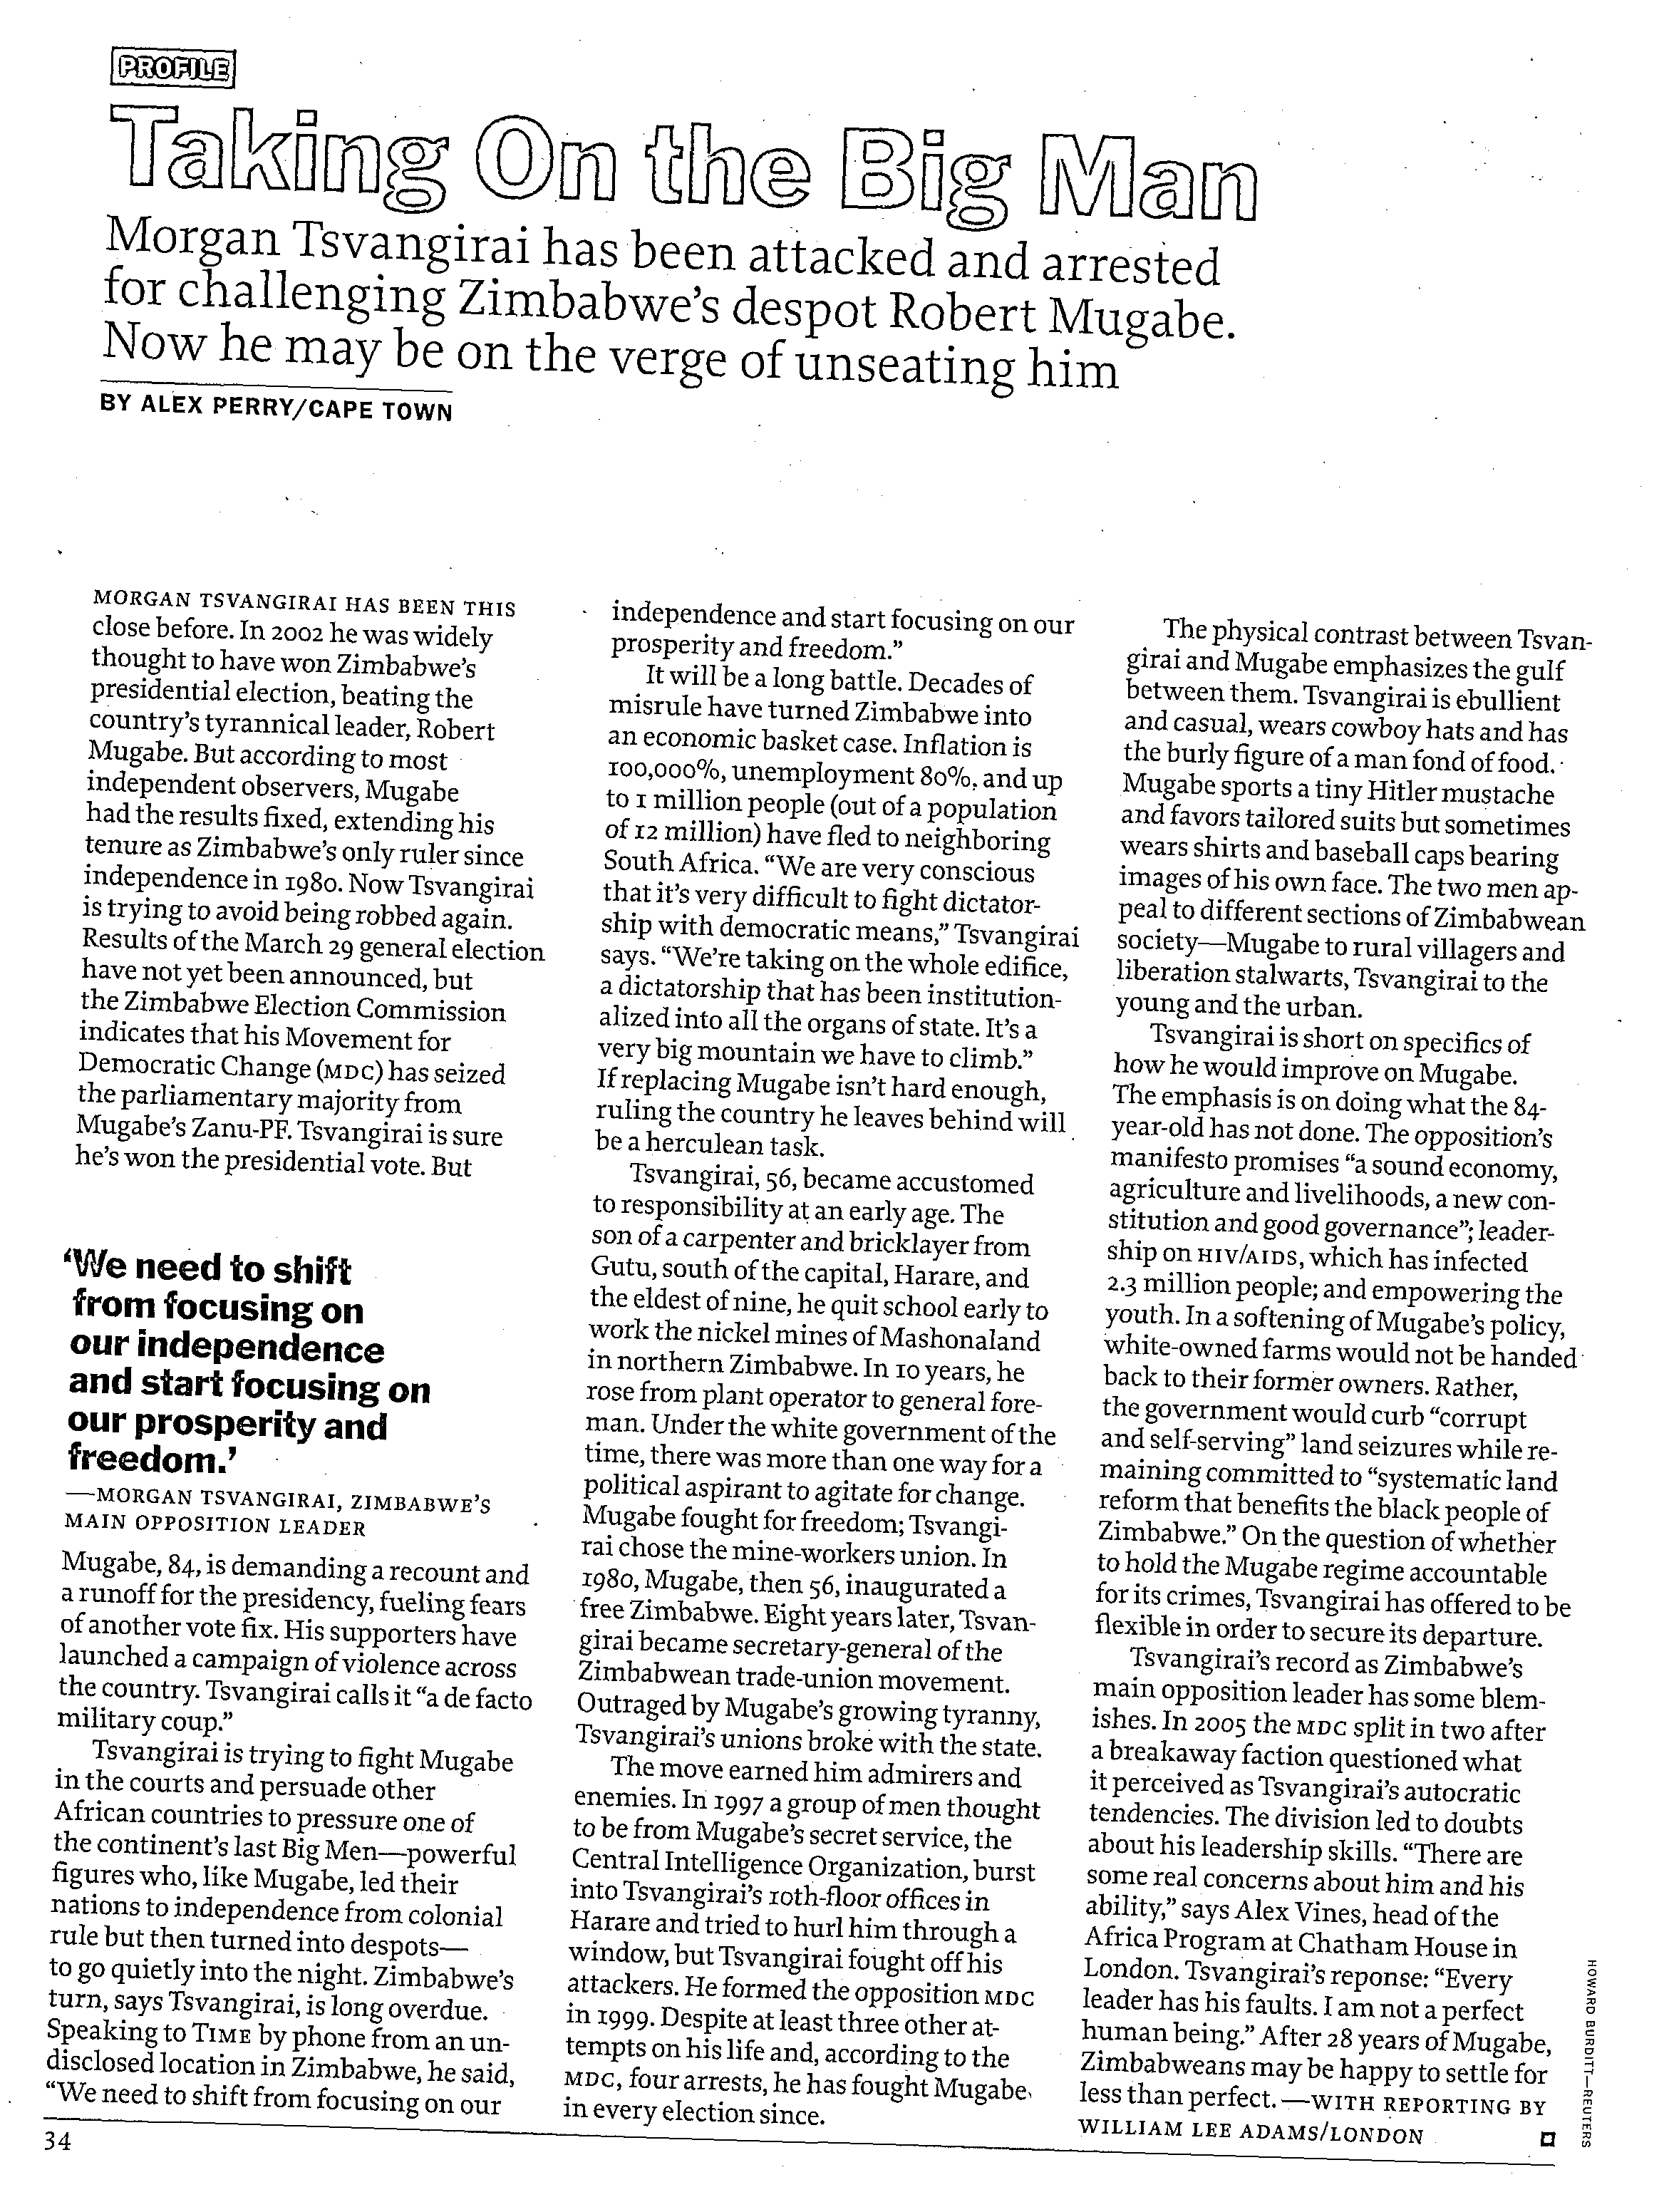 PROFILE
Taking On the Big Man
Morgan Tsvangirai has been attacked and arrested
for challenging Zimbabwe's despot Robert Mugabe.
Now he may be on the verge of unseating him
BY ALEX PERRY/CAPE TOWN
MORGAN TSVANGIRAI HAS BEEN THIS
close before. In 2002 he was widely
thought to have won Zimbabwe's
presidential election, beating the
country's tyrannical leader, Robert
Mugabe. But according to most
independent observers, Mugabe
had the results fixed, extending his
tenure as Zimbabwe's only ruler since
independence in 1980. Now Tsvangirai
is trying to avoid being robbed again.
Results of the March 29 general election
have not yet been announced, but
the Zimbabwe Election Commission
indicates that his Movement for
Democratic Change (MDC) has seized
the parliamentary majority from
Mugabe's Zanu-PF. Tsvangirai is sure
he's won the presidential vote. But
'We need to shift
from focusing on
our independence
and start focusing on
our prosperity and
freedom.'
—MORGAN TSVANGIRAI, ZIMBABWE'S
MAIN OPPOSITION LEADER
Mugabe, 84, is demanding a recount and
a runoff for the presidency, fueling fears
of another vote fix. His supporters have
launched a campaign of violence across
the country. Tsvangirai calls it "a de facto
military coup."
Tsvangirai is trying to fight Mugabe
in the courts and persuade other
African countries to pressure one of
the continent's last Big Men—powerful
figures who, like Mugabe, led their
nations to independence from colonial
rule but then turned into despots—
to go quietly into the night. Zimbabwe's
turn, says Tsvangirai, is long overdue.
Speaking to TIME by phone from an un-
disclosed location in Zimbabwe, he said,
"We need to shift from focusing on our
independence and start focusing on our
prosperity and freedom."
It will be a long battle. Decades of
misrule have turned Zimbabwe into
an economic basket case. Inflation is
100,000%, unemployment 80%, and up
to 1 million people (out of a population
of 12 million) have fled to neighboring
South Africa. "We are very conscious
that it's very difficult to fight dictator-
ship with democratic means," Tsvangirai
says. "We're taking on the whole edifice,
a dictatorship that has been institution-
alized into all the organs of state. It's a
very big mountain we have to climb."
If replacing Mugabe isn't hard enough,
ruling the country he leaves behind will
be a herculean task.
Tsvangirai, 56, became accustomed
to responsibility at an early age. The
son of a carpenter and bricklayer from
Gutu, south of the capital, Harare, and
the eldest of nine, he quit school early to
work the nickel mines of Mashonaland
in northern Zimbabwe. In 10 years, he
rose from plant operator to general fore-
man. Under the white government of the
time, there was more than one way for a
political aspirant to agitate for change.
Mugabe fought for freedom; Tsvangi-
rai chose the mine-workers union. In
1980, Mugabe, then 56, inaugurated a
free Zimbabwe. Eight years later, Tsvan-
girai became secretary-general of the
Zimbabwean trade-union movement.
Outraged by Mugabe's growing tyranny,
Tsvangirai's unions broke with the state.
The move earned him admirers and
enemies. In 1997 a group of men thought
to be from Mugabe's secret service, the
Central Intelligence Organization, burst
into Tsvangirai's 10th-floor offices in
Harare and tried to hurl him through a
window, but Tsvangirai fought off his
attackers. He formed the opposition MDC
in 1999. Despite at least three other at-
tempts on his life and, according to the
MDC, four arrests, he has fought Mugabe
in every election since.
The physical contrast between Tsvan-
girai and Mugabe emphasizes the gulf
between them. Tsvangirai is ebullient
and casual, wears cowboy hats and has
the burly figure of a man fond of food.
Mugabe sports a tiny Hitler mustache
and favors tailored suits but sometimes
wears shirts and baseball caps bearing
images of his own face. The two men ap-
peal to different sections of Zimbabwean
society—Mugabe to rural villagers and
liberation stalwarts, Tsvangirai to the
young and the urban.
Tsvangirai is short on specifics of
how he would improve on Mugabe.
The emphasis is on doing what the 84-
year-old has not done. The opposition's
manifesto promises "a sound economy,
agriculture and livelihoods, a new con-
stitution and good governance"; leader-
ship on HIV/AIDS, which has infected
2.3 million people; and empowering the
youth. In a softening of Mugabe's policy,
white-owned farms would not be handed
back to their former owners. Rather,
the government would curb "corrupt
and self-serving" land seizures while re-
maining committed to "systematic land
reform that benefits the black people of
Zimbabwe." On the question of whether
to hold the Mugabe regime accountable
for its crimes, Tsvangirai has offered to be
flexible in order to secure its departure.
Tsvangirai's record as Zimbabwe's
main opposition leader has some blem-
ishes. In 2005 the MDC split in two after
a breakaway faction questioned what
it perceived as Tsvangirai's autocratic
tendencies. The division led to doubts
about his leadership skills. "There are
some real concerns about him and his
ability," says Alex Vines, head of the
Africa Program at Chatham House in
London. Tsvangirai's reponse: "Every
leader has his faults. I am not a perfect
human being." After 28 years of Mugabe,
Zimbabweans may be happy to settle for
less than perfect. —WITH REPORTING BY
WILLIAM LEE ADAMS/LONDON
HOWARD BURDITT—REUTERS
34